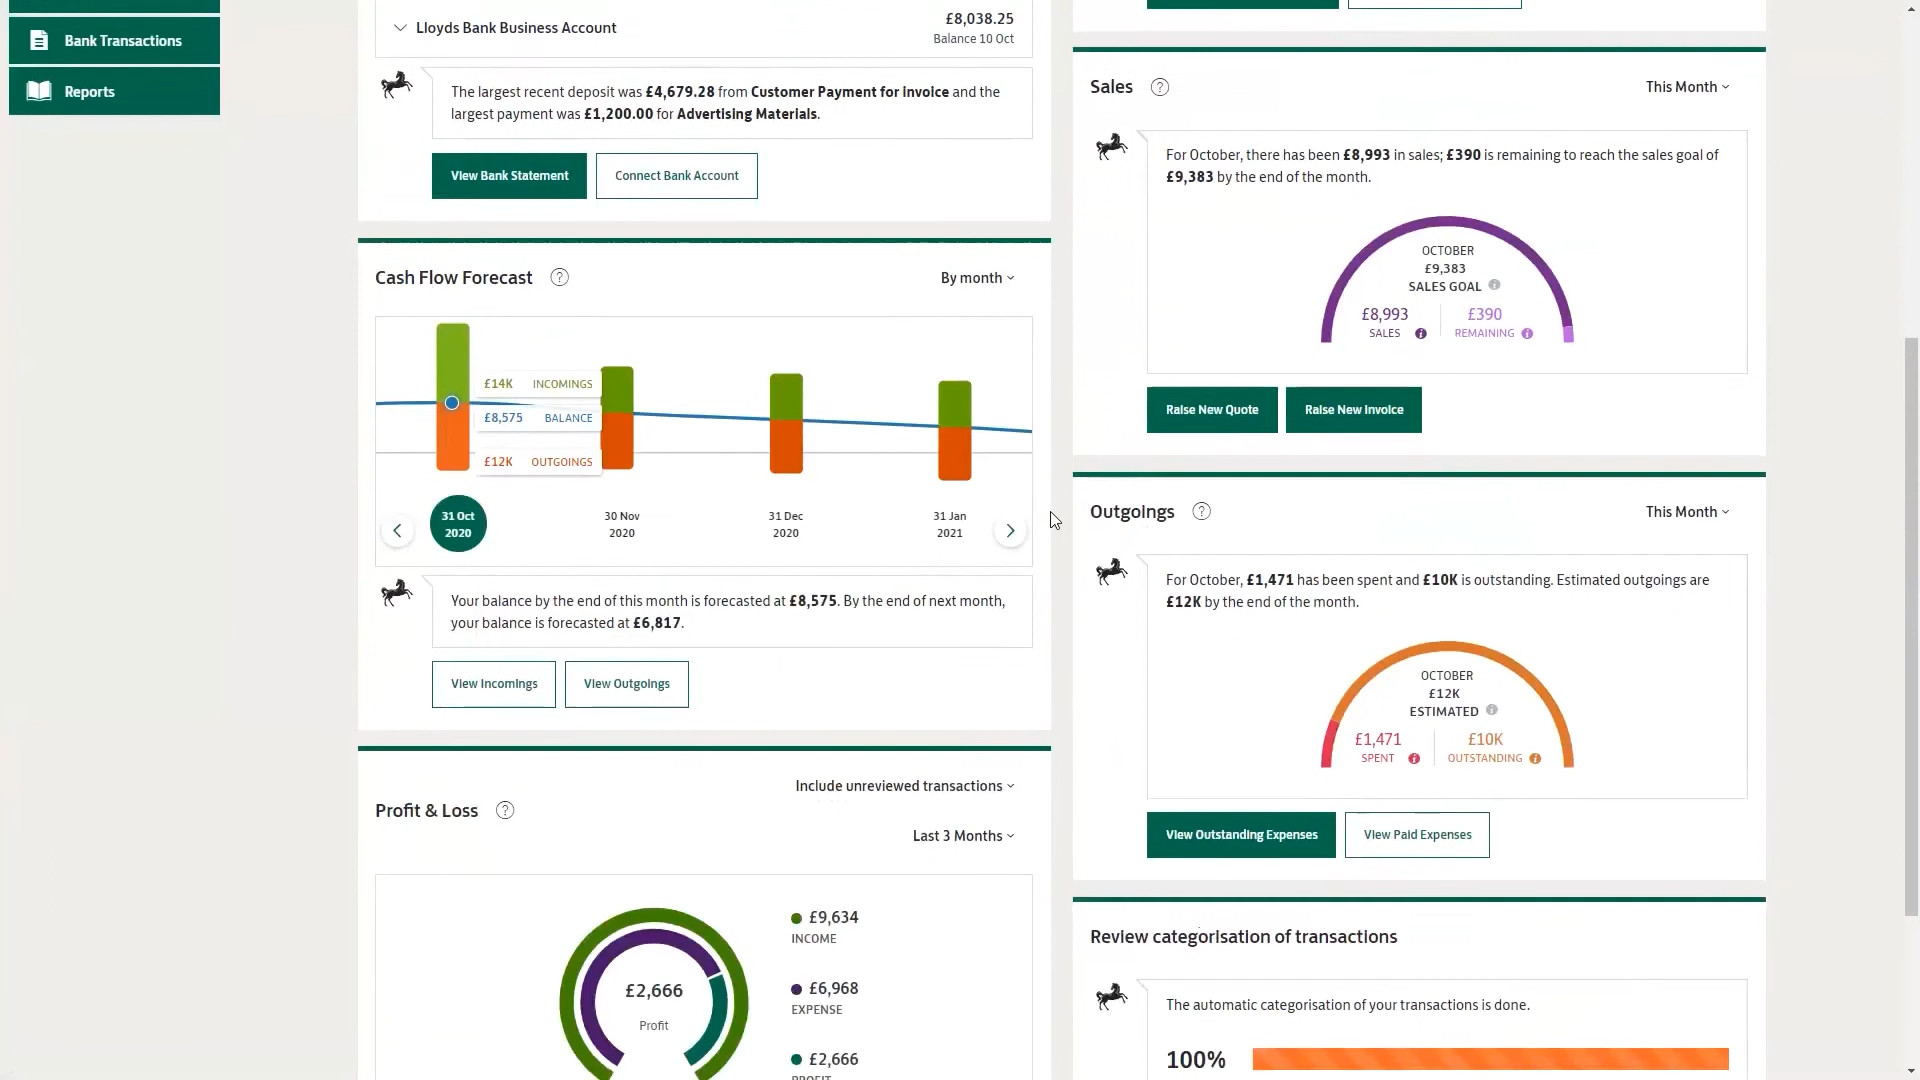 Bank Transactions
Reports
Lloyds Bank Business Account
£8,038.25
Balance 10 Oct
The largest recent deposit was £4,679.28 from Customer Payment for invoice and the
largest payment was £1,200.00 for Advertising Materials.
View Bank Statement
Connect Bank Account
Cash Flow Forecast ?
By month
£14K INCOMINGS
£8,575 BALANCE
£12K OUTGOINGS
31 Oct
2020
30 Nov
2020
31 Dec
2020
31 Jan
2021
Your balance by the end of this month is forecasted at £8,575. By the end of next month,
your balance is forecasted at £6,817.
View Incomings
View Outgoings
Include unreviewed transactions
Profit & Loss ?
Last 3 Months
£2,666
Profit
£9,634
INCOME
£6,968
EXPENSE
£2,666
PROFIT
Sales ?
This Month
For October, there has been £8,993 in sales; £390 is remaining to reach the sales goal of
£9,383 by the end of the month.
OCTOBER
£9,383
SALES GOAL i
£8,993
SALES i
£390
REMAINING i
Raise New Quote
Raise New Invoice
Outgoings ?
This Month
For October, £1,471 has been spent and £10K is outstanding. Estimated outgoings are
£12K by the end of the month.
OCTOBER
£12K
ESTIMATED i
£1,471
SPENT i
£10K
OUTSTANDING i
View Outstanding Expenses
View Paid Expenses
Review categorisation of transactions
The automatic categorisation of your transactions is done.
100%